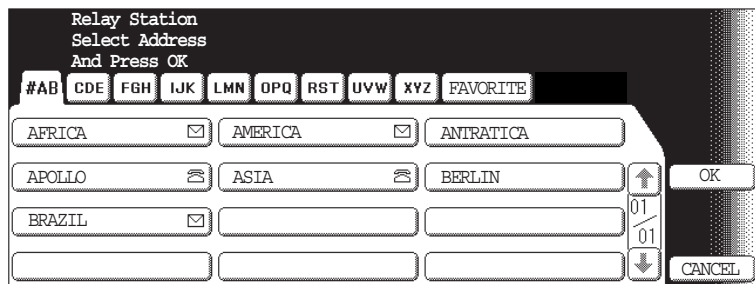 Relay Station
Select Address
And Press OK
#AB CDE FGH IJK LMN OPQ RST UVW XYZ FAVORITE
AFRICA AMERICA ANTRATICA
APOLLO ASIA BERLIN OK
BRAZIL 01
01
CANCEL